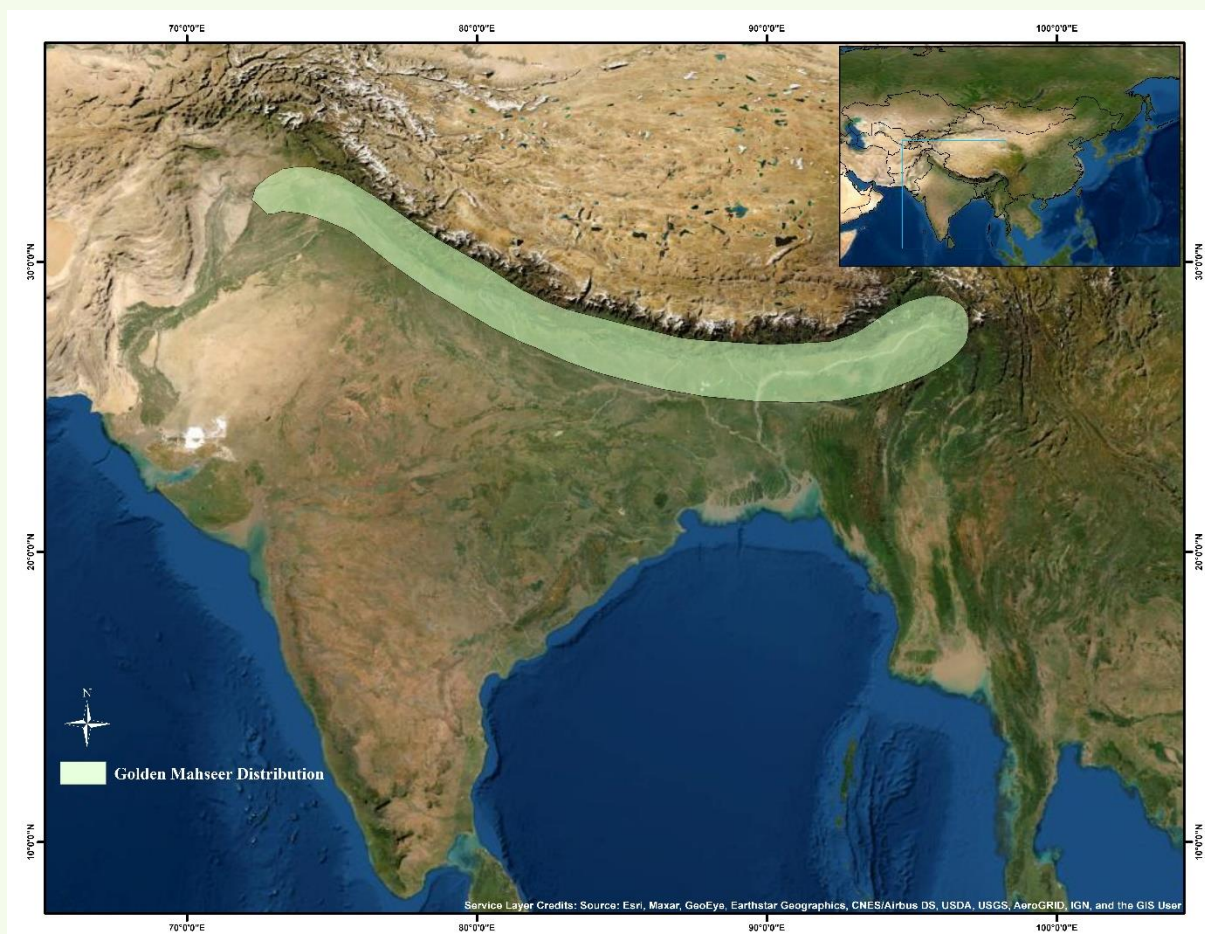 70°0'0"E 80°0'0"E 90°0'0"E 100°0'0"E
30°0'0"N 30°0'0"N
20°0'0"N 20°0'0"N
N
Golden Mahseer Distribution
10°0'0"N 10°0'0"N
Service Layer Credits: Source: Esri, Maxar, GeoEye, Earthstar Geographics, CNES/Airbus DS, USDA, USGS, AeroGRID, IGN, and the GIS User
70°0'0"E 80°0'0"E 90°0'0"E 100°0'0"E